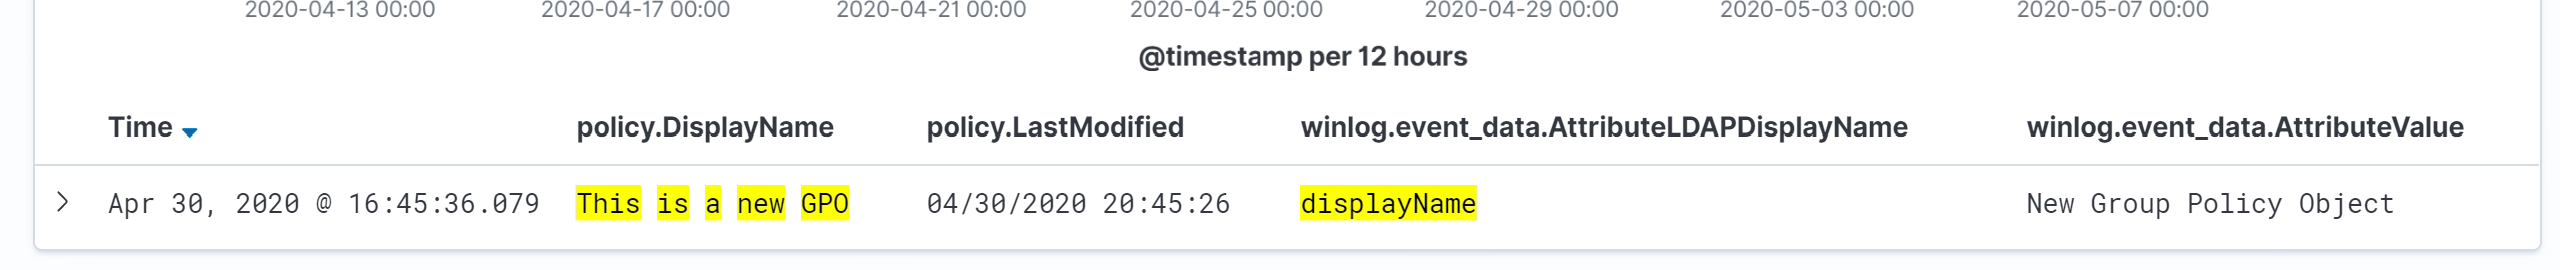 2020-04-13 00:00 2020-04-17 00:00 2020-04-21 00:00 2020-04-25 00:00 2020-04-29 00:00 2020-05-03 00:00 2020-05-07 00:00
@timestamp per 12 hours
Time policy.DisplayName policy.LastModified winlog.event_data.AttributeLDAPDisplayName winlog.event_data.AttributeValue
Apr 30, 2020 @ 16:45:36.079 This is a new GPO 04/30/2020 20:45:26 displayName New Group Policy Object